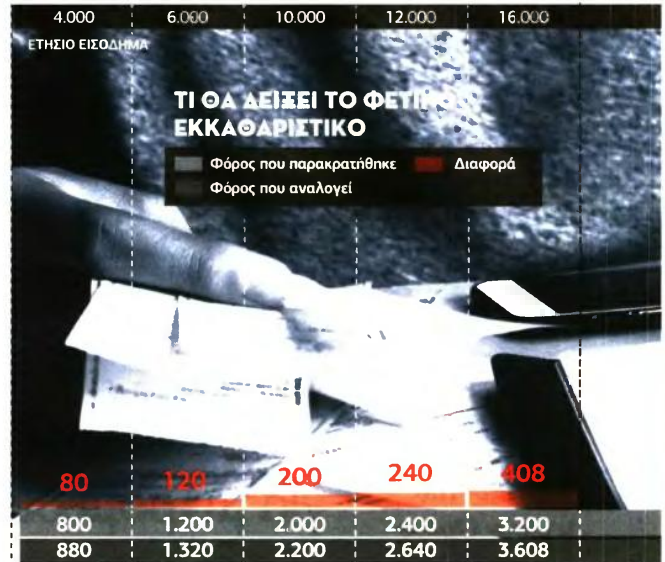 4.000 6.000 10.000 12.000 16.000
ΕΤΗΣΙΟ ΕΙΣΟΔΗΜΑ
ΤΙ ΘΑ ΔΕΙΞΕΙ ΤΟ ΦΕΤΙΝΟ
ΕΚΚΑΘΑΡΙΣΤΙΚΟ
Φόρος που παρακρατήθηκε Διαφορά
Φόρος που αναλογεί
80 120 200 240 408
800 1.200 2.000 2.400 3.200
880 1.320 2.200 2.640 3.608